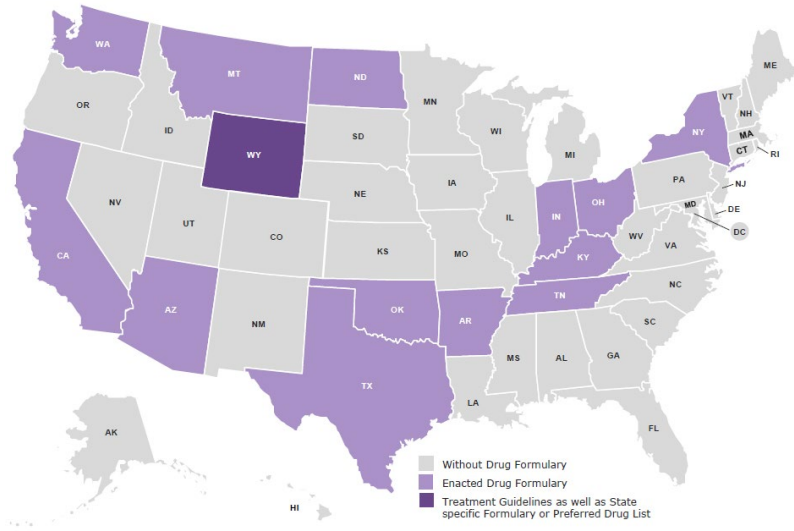 WA
MT
ND
MN
ME
VT
NH
OR
ID
SD
WI
NY
MA
CT
RI
WY
MI
PA
NJ
NE
IA
NV
UT
CO
IL
IN
OH
MD
DE
DC
CA
KS
MO
WV
VA
KY
AZ
NM
OK
AR
TN
NC
SC
TX
MS
AL
GA
LA
FL
AK
HI
Without Drug Formulary
Enacted Drug Formulary
Treatment Guidelines as well as State
specific Formulary or Preferred Drug List